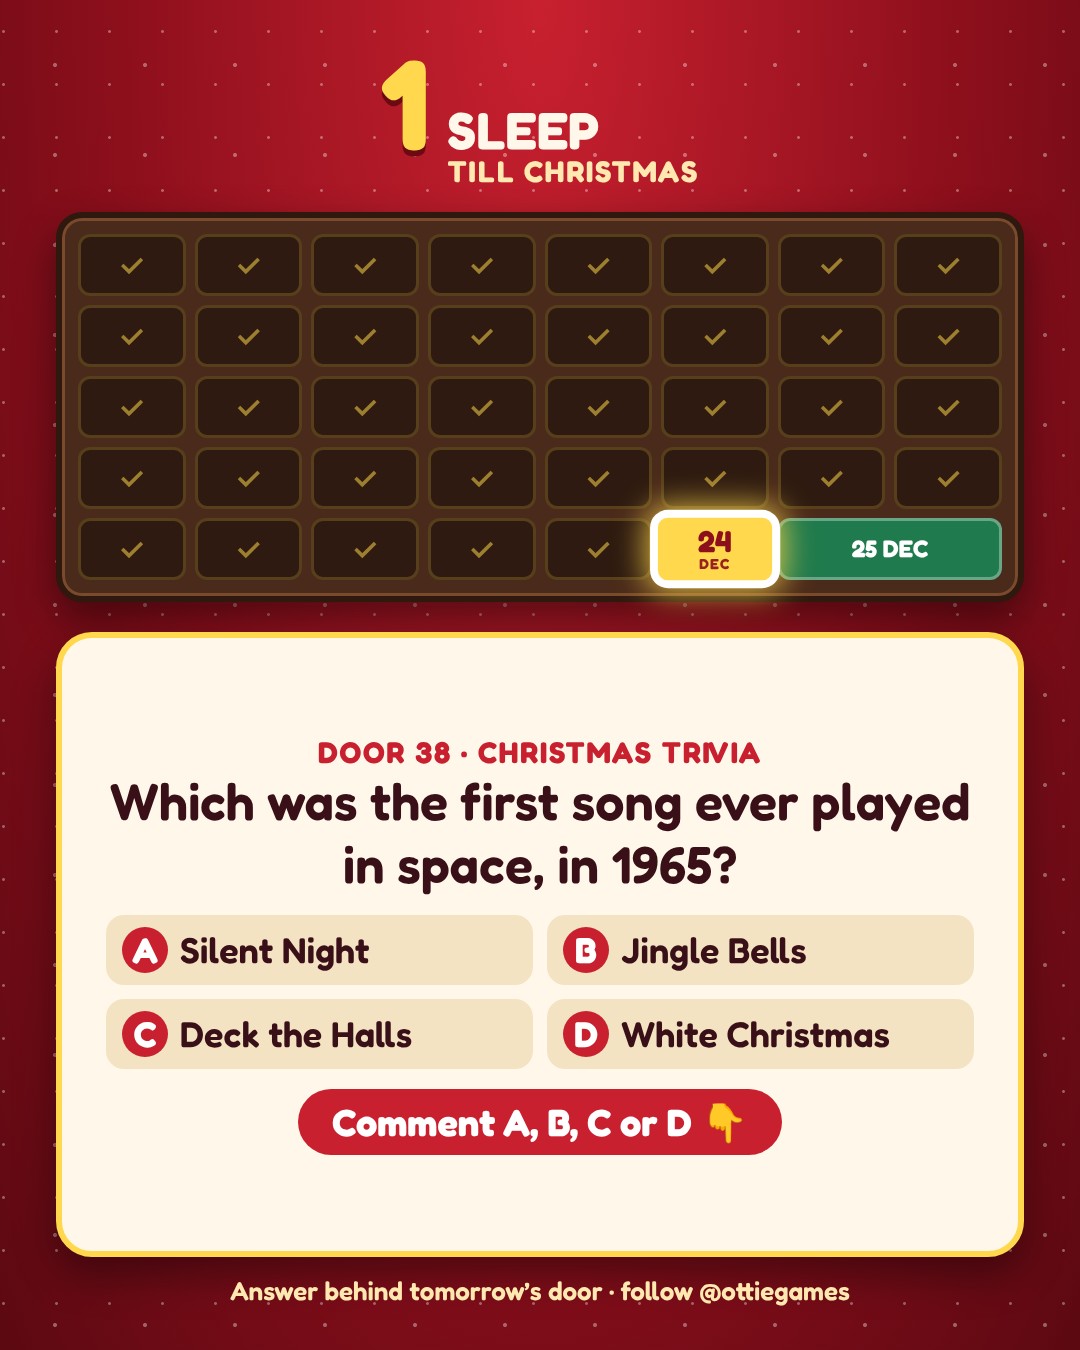 1 SLEEP
TILL CHRISTMAS
24
DEC
25 DEC
DOOR 38 · CHRISTMAS TRIVIA
Which was the first song ever played
in space, in 1965?
A Silent Night
B Jingle Bells
C Deck the Halls
D White Christmas
Comment A, B, C or D 👇
Answer behind tomorrow's door · follow @ottiegames